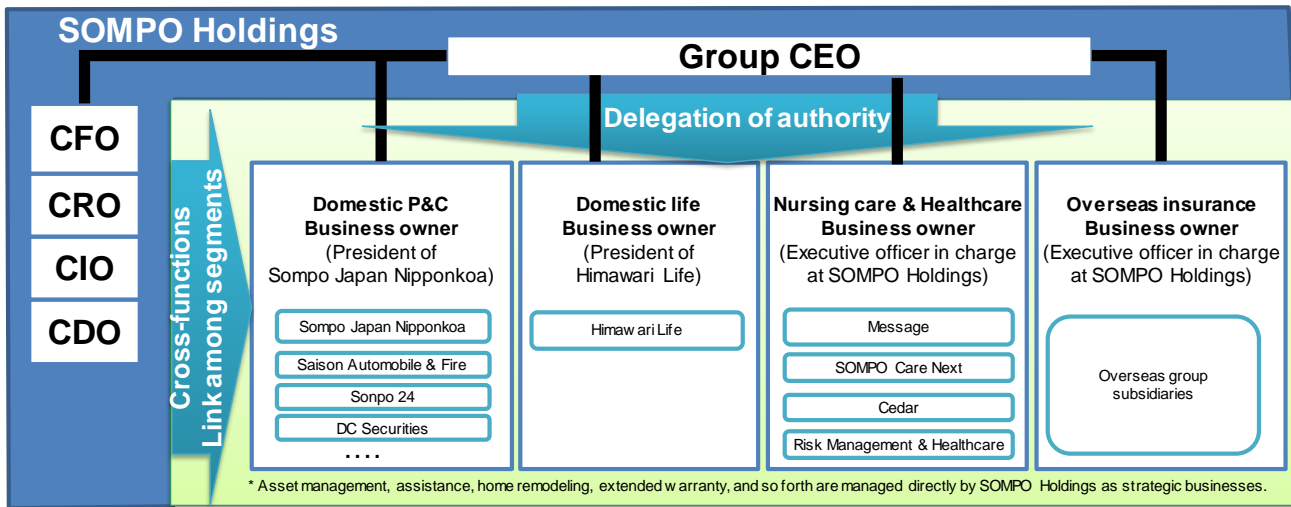 SOMPO Holdings
Group CEO
CFO
CRO
CIO
CDO
Delegation of authority
Cross-functions
Link among segments
Domestic P&C
Business owner
(President of
Sompo Japan Nipponkoa)
Sompo Japan Nipponkoa
Saison Automobile & Fire
Sonpo 24
DC Securities
....
Domestic life
Business owner
(President of
Himawari Life)
Himawari Life
Nursing care & Healthcare
Business owner
(Executive officer in charge
at SOMPO Holdings)
Message
SOMPO Care Next
Cedar
Risk Management & Healthcare
Overseas insurance
Business owner
(Executive officer in charge
at SOMPO Holdings)
Overseas group
subsidiaries
* Asset management, assistance, home remodeling, extended warranty, and so forth are managed directly by SOMPO Holdings as strategic businesses.